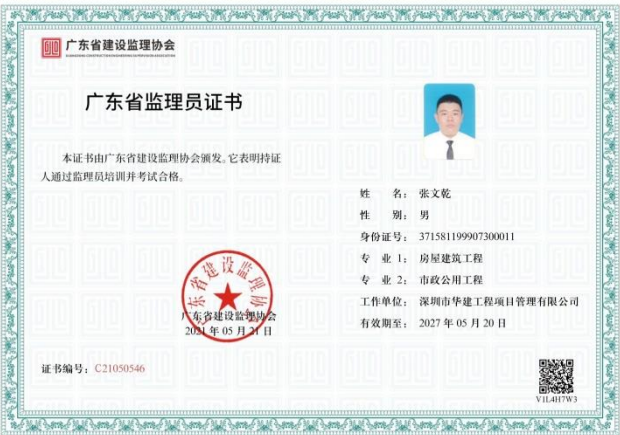 广东省建设监理协会
GUANGDONG CONSTRUCTION ENGINEERING SUPERVISION ASSOCIATION
广东省监理员证书
本证书由广东省建设监理协会颁发。它表明持证
人通过监理员培训并考试合格。
广东省建设监理协会
广东省建设监理协会
2021 年 05 月 21 日
证书编号：C21050546
姓 名：张文乾
性 别：男
身份证号：371581199907300011
专 业 1：房屋建筑工程
专 业 2：市政公用工程
工作单位：深圳市华建工程项目管理有限公司
有效期至：2027 年 05 月 20 日
V1L4H7W3